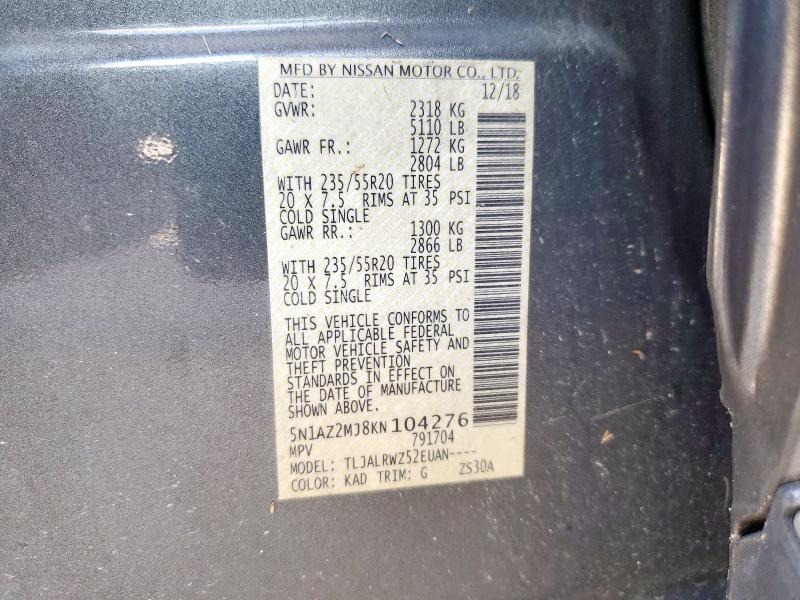 MFD BY NISSAN MOTOR CO., LTD.
DATE: 12/18
GVWR: 2318 KG
5110 LB
GAWR FR.: 1272 KG
2804 LB
WITH 235/55R20 TIRES
20 X 7.5 RIMS AT 35 PSI
COLD SINGLE
GAWR RR.: 1300 KG
2866 LB
WITH 235/55R20 TIRES
20 X 7.5 RIMS AT 35 PSI
COLD SINGLE
THIS VEHICLE CONFORMS TO
ALL APPLICABLE FEDERAL
MOTOR VEHICLE SAFETY AND
THEFT PREVENTION
STANDARDS IN EFFECT ON
THE DATE OF MANUFACTURE
SHOWN ABOVE.
5N1AZ2MJ8KN104276
MPV 791704
MODEL: TLJALRWZ52EUAN----
COLOR: KAD TRIM: G ZS30A